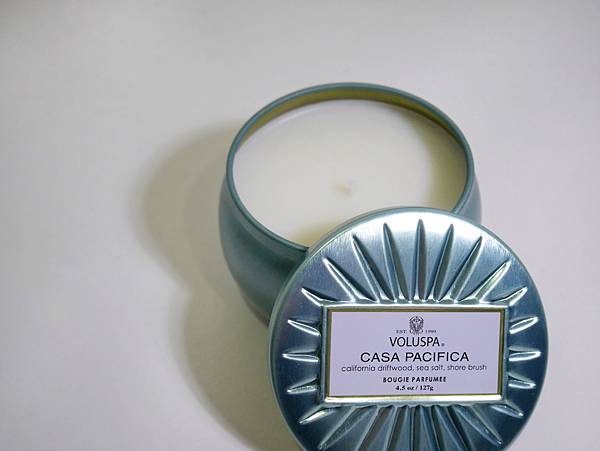 EST. 1999
VOLUSPA®
CASA PACIFICA
california driftwood, sea salt, shore brush
BOUGIE PARFUMEE
4.5 oz / 127g